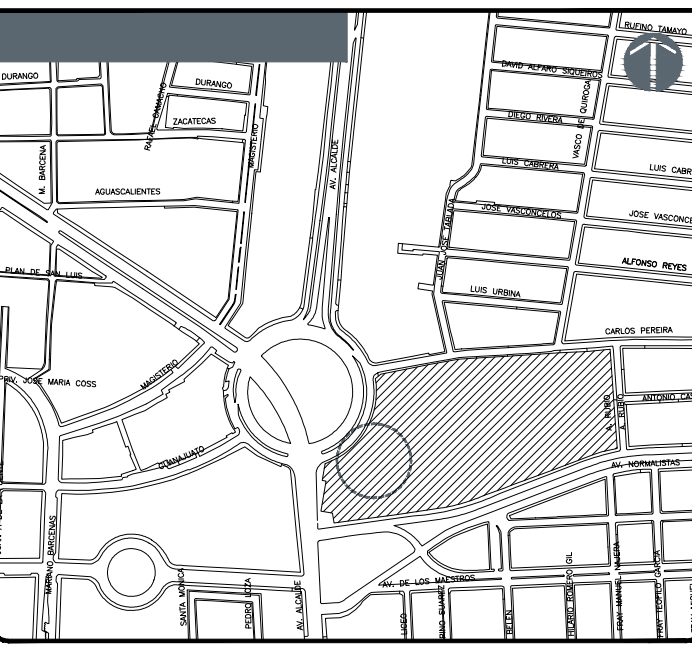 RUFINO TAMAYO
DAVID ALFARO SIQUEIROS
DURANGO
DURANGO
RAFAEL CAMACHO
ZACATECAS
MAGISTERIO
DIEGO RIVERA
VASCO DE QUIROGA
M. BARCENA
AV. ALCALDE
LUIS CABRERA
LUIS CABR
AGUASCALIENTES
JOSE VASCONCELOS
JOSE VASCONCE
JUAN JOSE TABLADA
ALFONSO REYES
PLAN DE SAN LUIS
LUIS URBINA
CARLOS PEREIRA
MAGISTERIO
PRIV. JOSE MARIA COSS
A. RUBIO
A. RUBIO
ANTONIO CAS
GUANAJUATO
AV. NORMALISTAS
MARIANO BARCENAS
SANTA MONICA
PEDRO LOZA
AV. ALCALDE
AV. DE LOS MAESTROS
LICEO
PINO SUAREZ
BELEN
HILARIO ROMERO GIL
FRAY MANUEL NAJERA
FRAY TEOFILO GARCIA